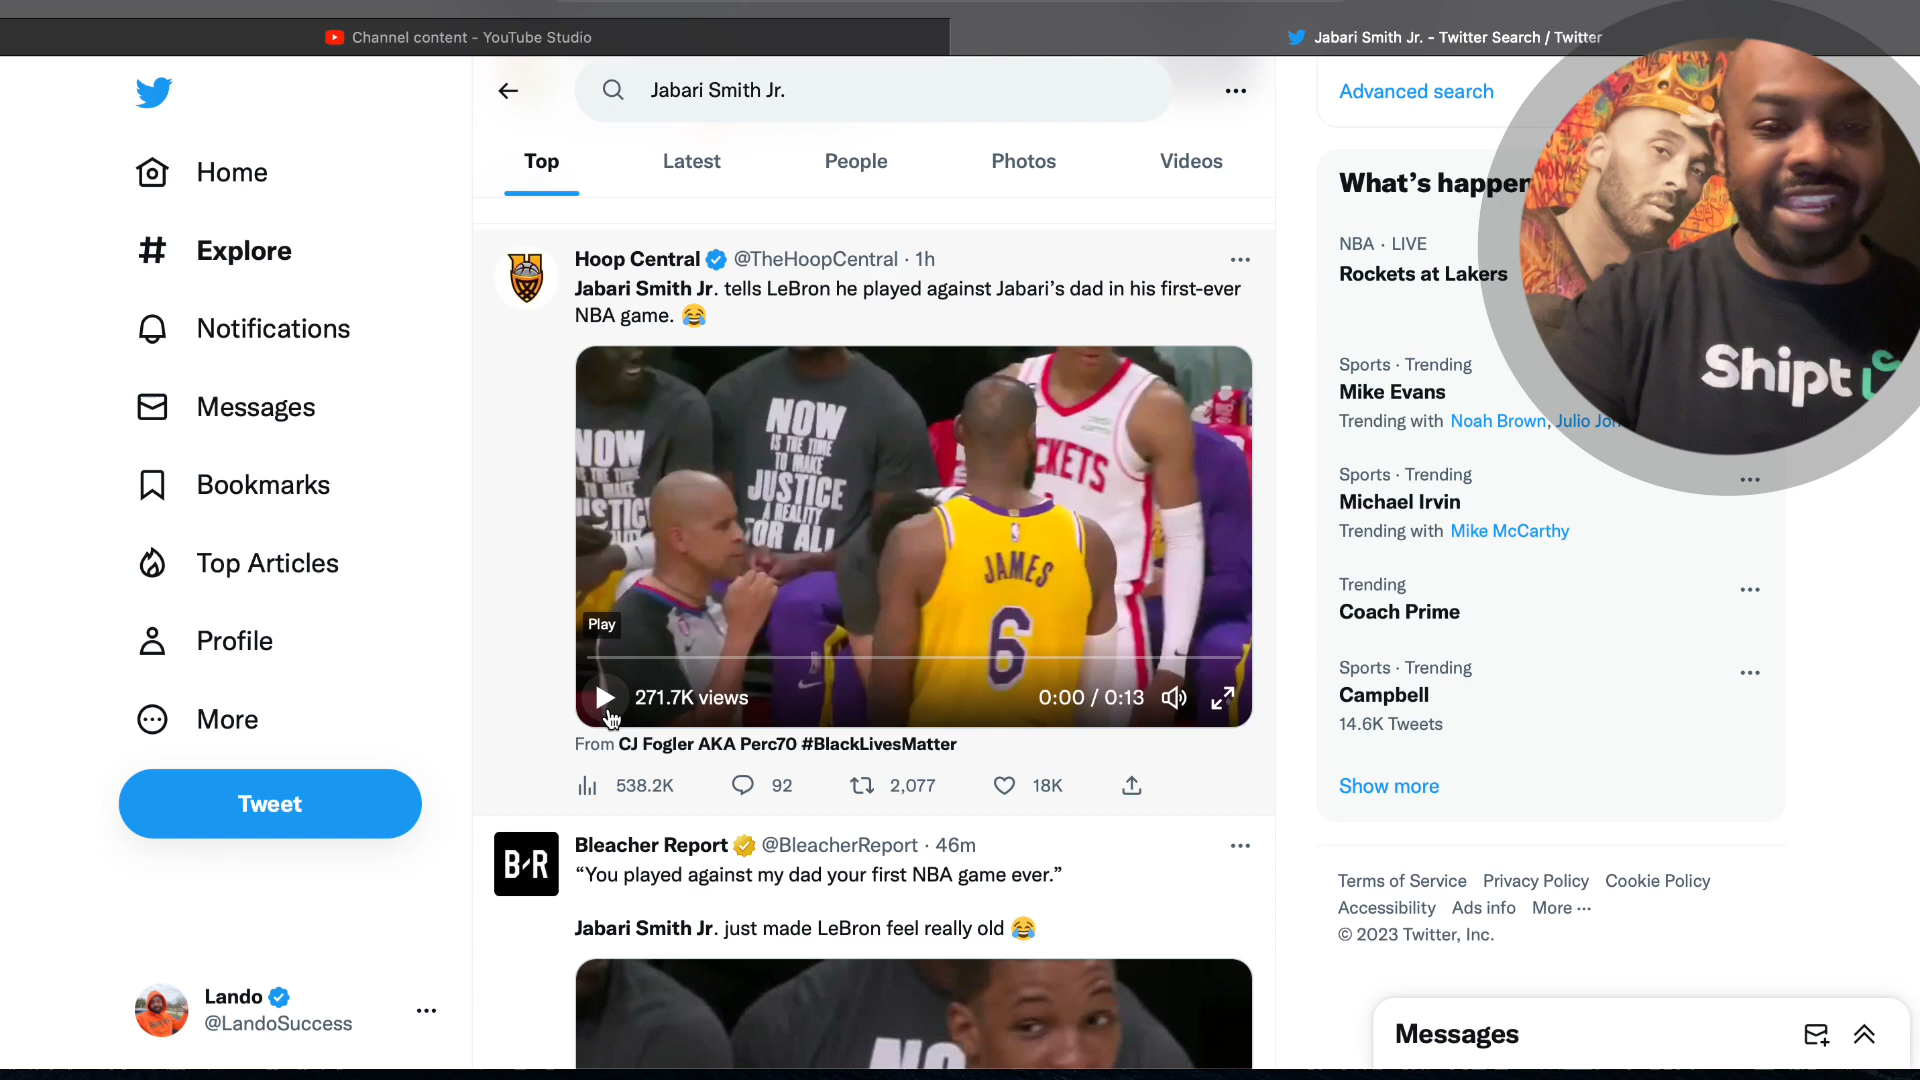 Channel content - YouTube Studio
Jabari Smith Jr. - Twitter Search / Twitter
Home
Explore
Notifications
Messages
Bookmarks
Top Articles
Profile
More
Tweet
Lando
@LandoSuccess
Jabari Smith Jr.
Top
Latest
People
Photos
Videos
Hoop Central @TheHoopCentral · 1h
Jabari Smith Jr. tells LeBron he played against Jabari’s dad in his first-ever
NBA game. 😂
NOW
IS THE TIME
TO MAKE
JUSTICE
A REALITY
FOR ALL
NOW
JAMES
6
Play
271.7K views
0:00 / 0:13
From CJ Fogler AKA Perc70 #BlackLivesMatter
538.2K
92
2,077
18K
B/R
Bleacher Report @BleacherReport · 46m
“You played against my dad your first NBA game ever.”
Jabari Smith Jr. just made LeBron feel really old 😂
Advanced search
NBA · LIVE
Rockets at Lakers
Sports · Trending
Mike Evans
Trending with Noah Brown,
Sports · Trending
Michael Irvin
Trending with Mike McCarthy
Trending
Coach Prime
Sports · Trending
Campbell
14.6K Tweets
Show more
Terms of Service Privacy Policy Cookie Policy
Accessibility Ads info More ···
© 2023 Twitter, Inc.
Messages
Shipt